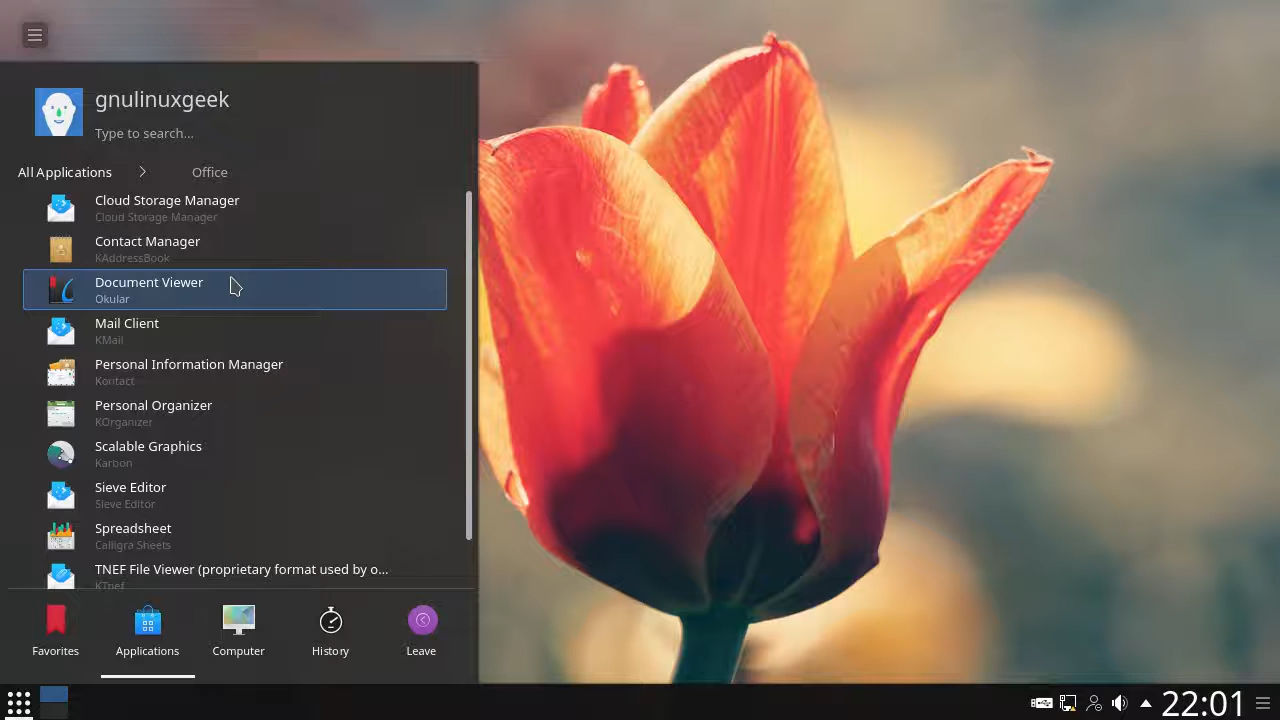 gnulinuxgeek
Type to search...
All Applications
Office
Cloud Storage Manager
Cloud Storage Manager
Contact Manager
KAddressBook
Document Viewer
Okular
Mail Client
KMail
Personal Information Manager
Kontact
Personal Organizer
KOrganizer
Scalable Graphics
Karbon
Sieve Editor
Sieve Editor
Spreadsheet
Calligra Sheets
TNEF File Viewer (proprietary format used by o...
KTnef
Favorites
Applications
Computer
History
Leave
22:01